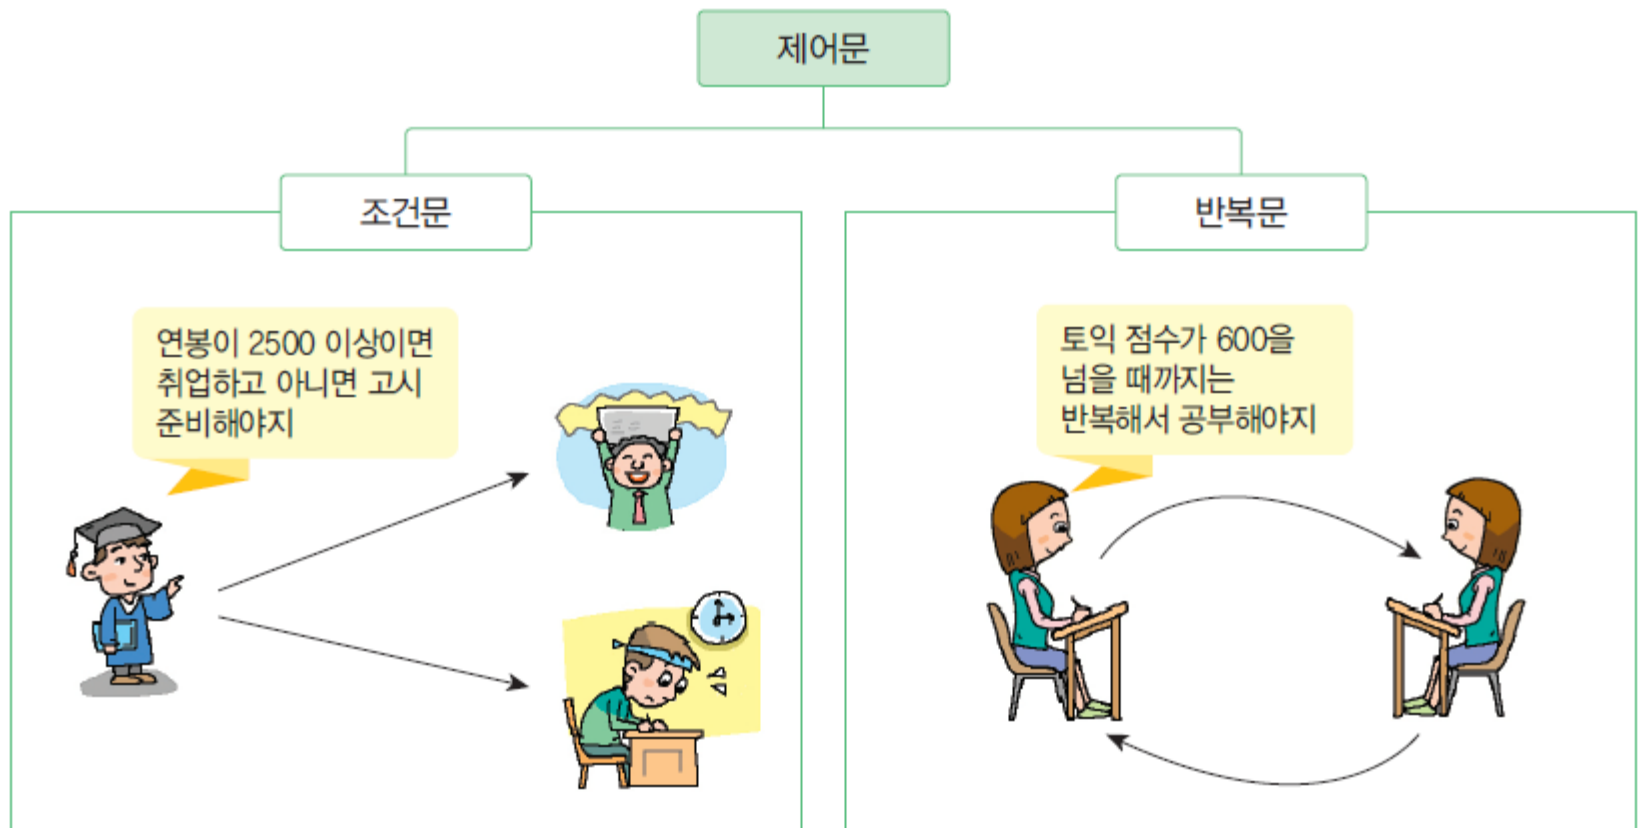 제어문
조건문
반복문
연봉이 2500 이상이면
취업하고 아니면 고시
준비해야지
토익 점수가 600을
넘을 때까지는
반복해서 공부해야지